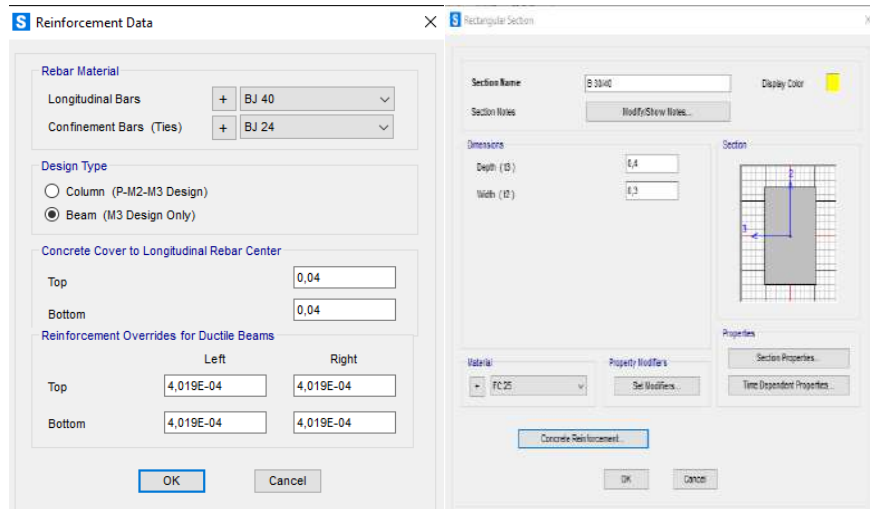 S Reinforcement Data
Rebar Material
Longitudinal Bars + BJ 40
Confinement Bars (Ties) + BJ 24
Design Type
Column (P-M2-M3 Design)
Beam (M3 Design Only)
Concrete Cover to Longitudinal Rebar Center
Top 0,04
Bottom 0,04
Reinforcement Overrides for Ductile Beams
Left Right
Top 4,019E-04 4,019E-04
Bottom 4,019E-04 4,019E-04
OK Cancel
S Rectangular Section
Section Name B 30/40 Display Color
Section Notes Modify/Show Notes...
Dimensions
Depth (t3) 0,4
Width (t2) 0,3
Section
2
3
Properties
Section Properties...
Time Dependent Properties...
Material
+ FC 25
Property Modifiers
Set Modifiers...
Concrete Reinforcement...
OK Cancel